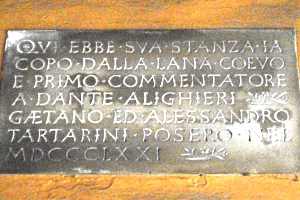 QVI·EBBE·SVA·STANZA·IA
COPO·DALLA·LANA·COEVO
E·PRIMO·COMMENTATORE
A·DANTE·ALIGHIERI
GAETANO·ED·ALESSANDRO
TARTARINI·POSERO·NEL
MDCCCCLXXI